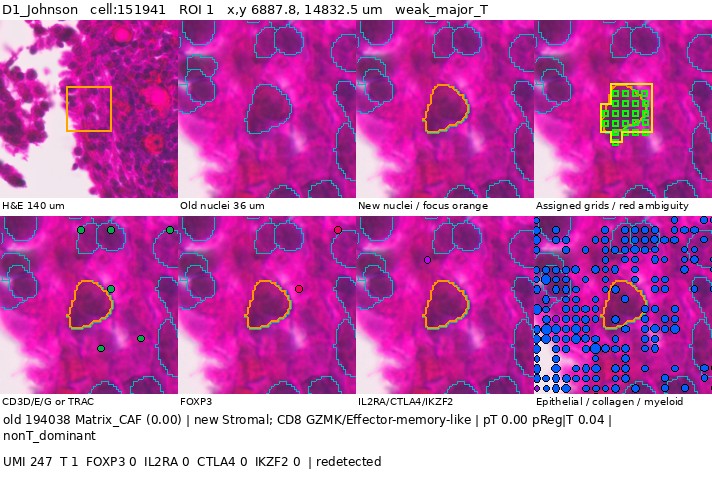 D1_Johnson cell:151941 ROI 1 x,y 6887.8, 14832.5 um weak_major_T
H&E 140 um
Old nuclei 36 um
New nuclei / focus orange
Assigned grids / red ambiguity
CD3D/E/G or TRAC
FOXP3
IL2RA/CTLA4/IKZF2
Epithelial / collagen / myeloid
old 194038 Matrix_CAF (0.00) | new Stromal; CD8 GZMK/Effector-memory-like | pT 0.00 pReg|T 0.04 |
nonT_dominant
UMI 247 T 1 FOXP3 0 IL2RA 0 CTLA4 0 IKZF2 0 | redetected